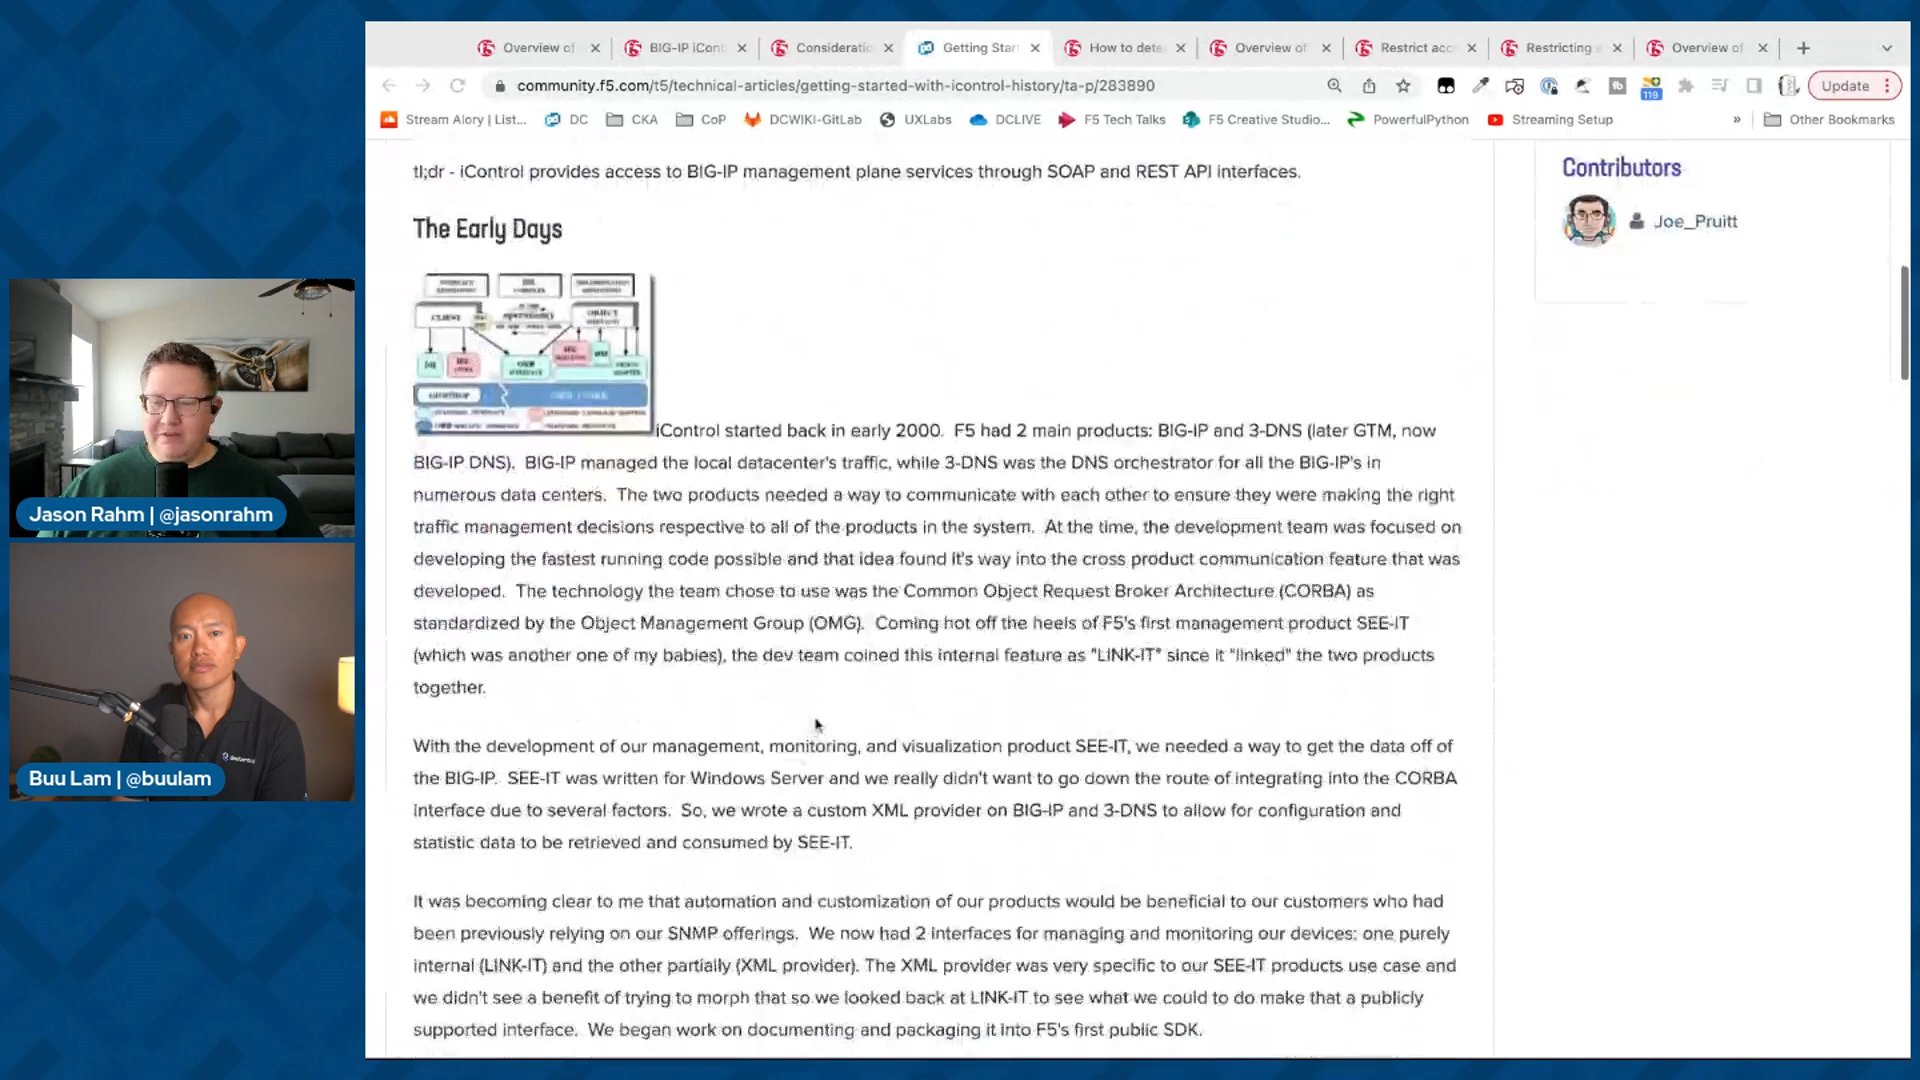 Overview of
BIG-IP iCont
Consideratio
Getting Star
How to dete
Overview of
Restrict acc
Restricting a
Overview of
community.f5.com/t5/technical-articles/getting-started-with-icontrol-history/ta-p/283890
119
Update
Stream Alory | List...
DC
CKA
CoP
DCWIKI-GitLab
UXLabs
DCLIVE
F5 Tech Talks
F5 Creative Studio...
PowerfulPython
Streaming Setup
»
Other Bookmarks
tl;dr - iControl provides access to BIG-IP management plane services through SOAP and REST API interfaces.
Contributors
Joe_Pruitt
The Early Days
CLIENT
OBJECT
iControl started back in early 2000.  F5 had 2 main products: BIG-IP and 3-DNS (later GTM, now
BIG-IP DNS).  BIG-IP managed the local datacenter's traffic, while 3-DNS was the DNS orchestrator for all the BIG-IP's in
numerous data centers.  The two products needed a way to communicate with each other to ensure they were making the right
traffic management decisions respective to all of the products in the system.  At the time, the development team was focused on
developing the fastest running code possible and that idea found it's way into the cross product communication feature that was
developed.  The technology the team chose to use was the Common Object Request Broker Architecture (CORBA) as
standardized by the Object Management Group (OMG).  Coming hot off the heels of F5's first management product SEE-IT
(which was another one of my babies), the dev team coined this internal feature as "LINK-IT" since it "linked" the two products
together.
With the development of our management, monitoring, and visualization product SEE-IT, we needed a way to get the data off of
the BIG-IP.  SEE-IT was written for Windows Server and we really didn't want to go down the route of integrating into the CORBA
interface due to several factors.  So, we wrote a custom XML provider on BIG-IP and 3-DNS to allow for configuration and
statistic data to be retrieved and consumed by SEE-IT.
It was becoming clear to me that automation and customization of our products would be beneficial to our customers who had
been previously relying on our SNMP offerings.  We now had 2 interfaces for managing and monitoring our devices: one purely
internal (LINK-IT) and the other partially (XML provider). The XML provider was very specific to our SEE-IT products use case and
we didn't see a benefit of trying to morph that so we looked back at LINK-IT to see what we could to do make that a publicly
supported interface.  We began work on documenting and packaging it into F5's first public SDK.
Jason Rahm | @jasonrahm
Buu Lam | @buulam